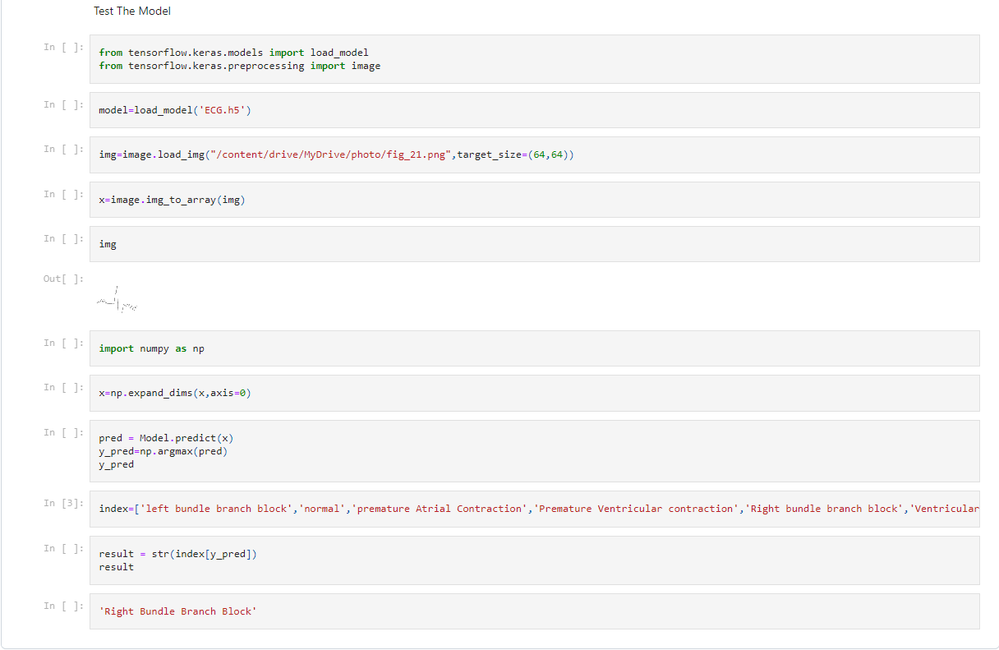 Test The Model
In [ ]:
from tensorflow.keras.models import load_model
from tensorflow.keras.preprocessing import image
In [ ]:
model=load_model('ECG.h5')
In [ ]:
img=image.load_img("/content/drive/MyDrive/photo/fig_21.png",target_size=(64,64))
In [ ]:
x=image.img_to_array(img)
In [ ]:
img
Out[ ]:
In [ ]:
import numpy as np
In [ ]:
x=np.expand_dims(x,axis=0)
In [ ]:
pred = Model.predict(x)
y_pred=np.argmax(pred)
y_pred
In [3]:
index=['left bundle branch block','normal','premature Atrial Contraction','Premature Ventricular contraction','Right bundle branch block','Ventricular
In [ ]:
result = str(index[y_pred])
result
In [ ]:
'Right Bundle Branch Block'